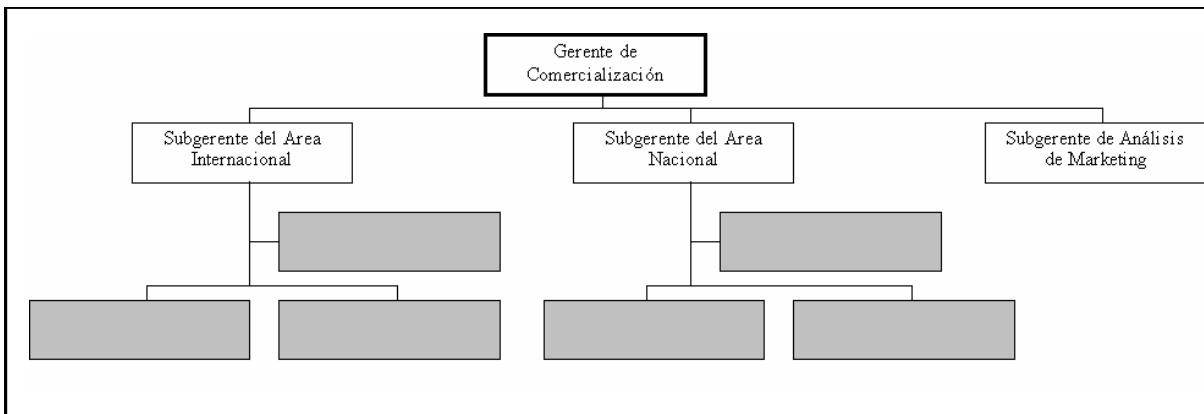 Gerente de
Comercialización
Subgerente del Area
Internacional
Subgerente del Area
Nacional
Subgerente de Análisis
de Marketing